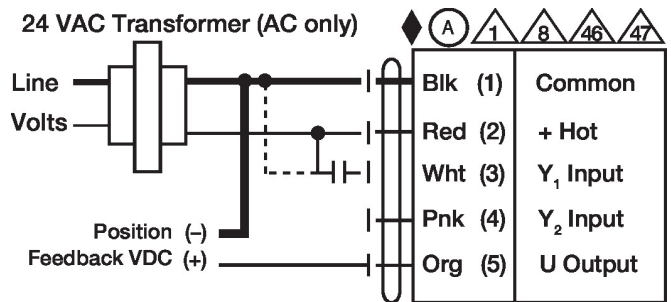 24 VAC Transformer (AC only)
A 1 8 46 47
Line
Volts
Blk (1) Common
Red (2) + Hot
Wht (3) Y₁ Input
Pnk (4) Y₂ Input
Position (–)
Feedback VDC (+)
Org (5) U Output